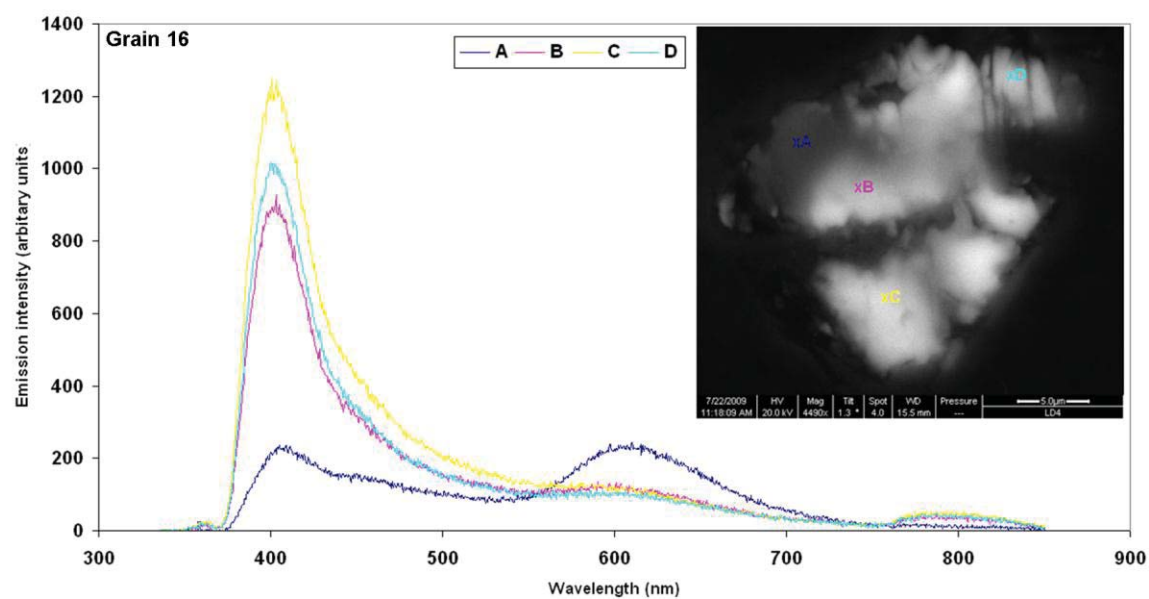 Grain 16
A B C D
Emission intensity (arbitary units
1400
1200
1000
800
600
400
200
0
300 400 500 600 700 800 900
Wavelength (nm)
xA
xB
xC
xD
7/22/2009 HV Mag Tilt Spot WD Pressure 5.0µm
11:18:09 AM 20.0 kV 4490x 1.3 ° 4.0 15.5 mm --- LD4